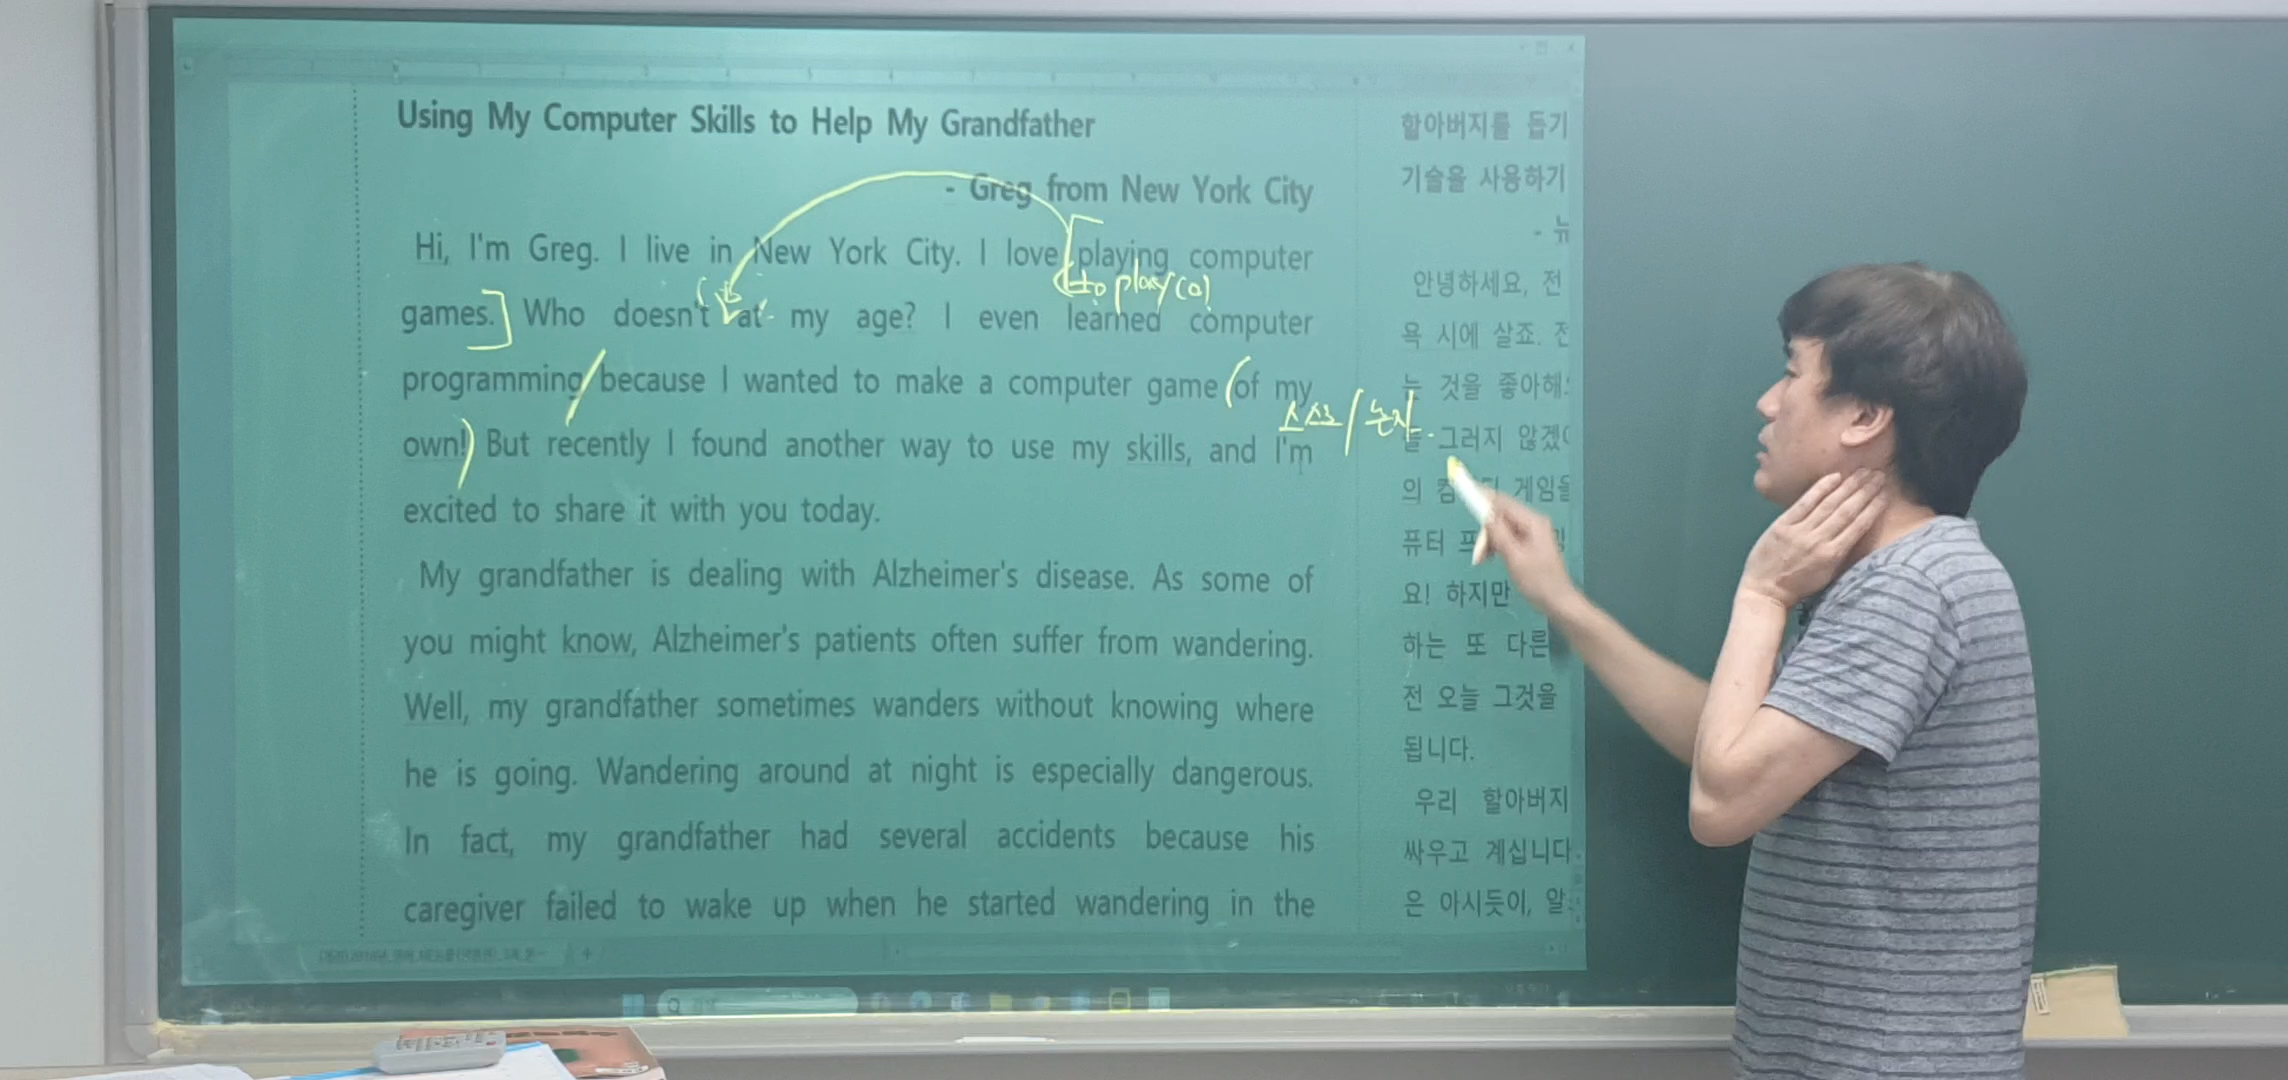 Using My Computer Skills to Help My Grandfather
- Greg from New York City
Hi, I'm Greg. I live in New York City. I love playing computer
to play(o)
games. Who doesn't at my age? I even learned computer
programming because I wanted to make a computer game of my
own! But recently I found another way to use my skills, and I'm
excited to share it with you today.
My grandfather is dealing with Alzheimer's disease. As some of
you might know, Alzheimer's patients often suffer from wandering.
Well, my grandfather sometimes wanders without knowing where
he is going. Wandering around at night is especially dangerous.
In fact, my grandfather had several accidents because his
caregiver failed to wake up when he started wandering in the
할아버지를 돕기
기술을 사용하기
- 뉴
안녕하세요, 전
욕 시에 살죠. 전
는 것을 좋아해
스스로
그러지 않겠
의 게임을
퓨터
요! 하지만
하는 또 다른
전 오늘 그것을
됩니다.
우리 할아버지
싸우고 계십니다
은 아시듯이, 알